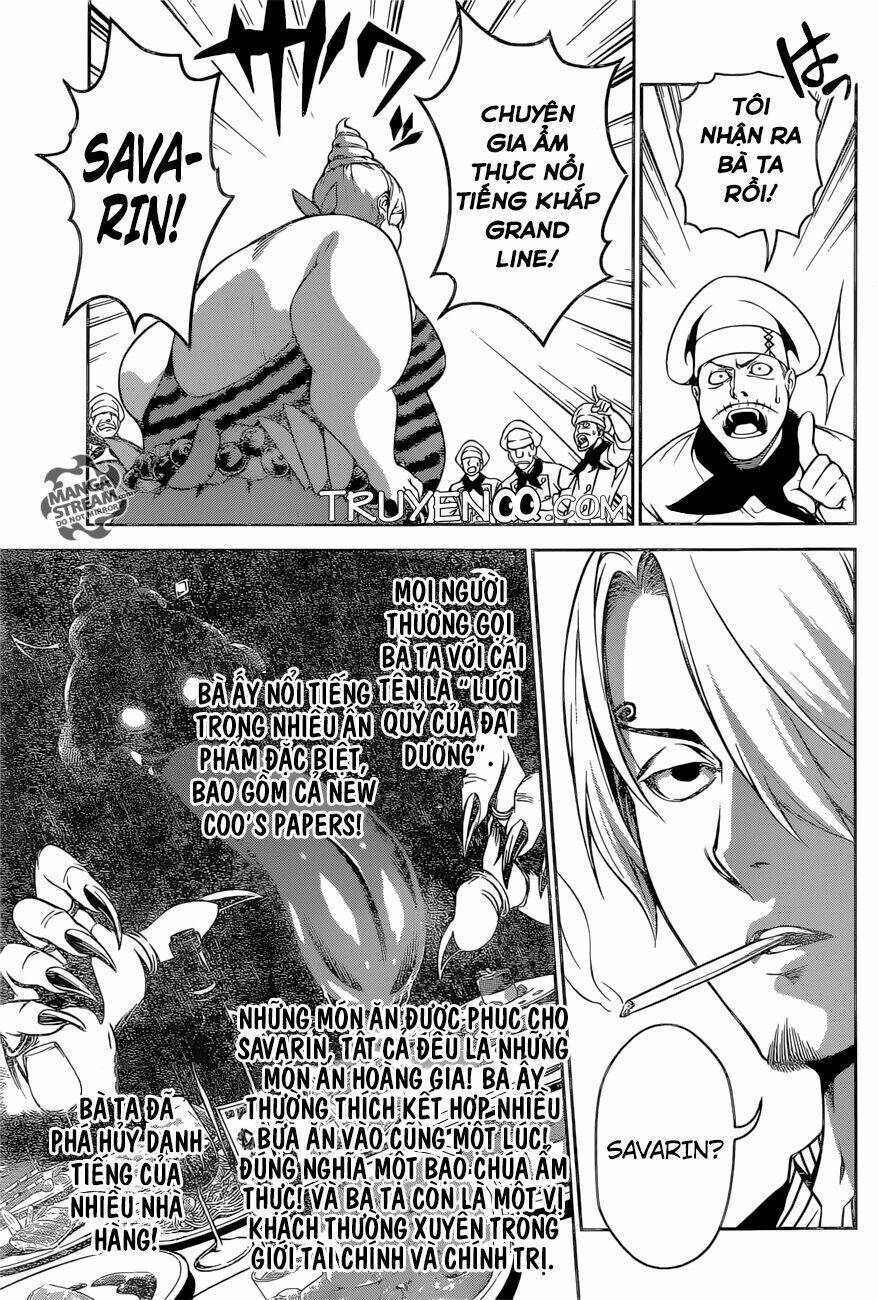 はっ
TÔI
NHẬN RA
BÀ TA
RỒI!
CHUYÊN
GIA ẨM
THỰC NỔI
TIẾNG KHẮP
GRAND
LINE!
SAVA-
RIN!
MANGA
STREAM.com
DO NOT MIRROR
TRUYENQQ.COM
SAVARIN?
MỌI NGƯỜI
THƯỜNG GỌI
BÀ TA VỚI CÁI
TÊN LÀ “LƯỠI
QUỶ CỦA ĐẠI
DƯƠNG”.
BÀ ẤY NỔI TIẾNG
TRONG NHIỀU ẤN
PHẨM ĐẶC BIỆT,
BAO GỒM CẢ NEW
COO'S PAPERS!
NHỮNG MÓN ĂN ĐƯỢC PHỤC CHO
SAVARIN, TẤT CẢ ĐỀU LÀ NHỮNG
MÓN ĂN HOÀNG GIA! BÀ ẤY
THƯỜNG THÍCH KẾT HỢP NHIỀU
BỮA ĂN VÀO CÙNG MỘT LÚC!
ĐÚNG NGHĨA MỘT BẠO CHÚA ẨM
THỰC! VÀ BÀ TA CÒN LÀ MỘT VỊ
KHÁCH THƯỜNG XUYÊN TRONG
GIỚI TÀI CHÍNH VÀ CHÍNH TRỊ.
BÀ TA ĐÃ
PHÁ HỦY DANH
TIẾNG CỦA
NHIỀU NHÀ
HÀNG!